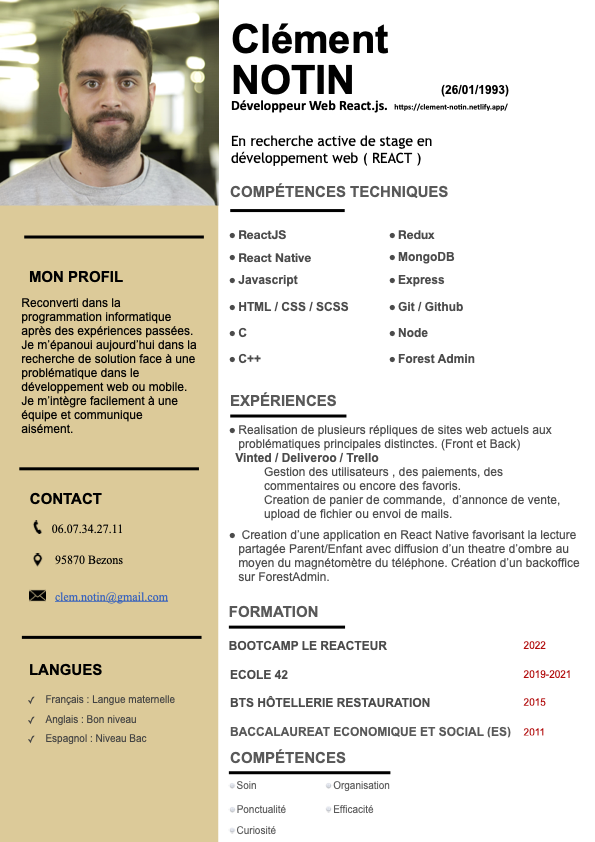 Clément
NOTIN
(26/01/1993)
Développeur Web React.js. https://clement-notin.netlify.app/
En recherche active de stage en
développement web ( REACT )
COMPÉTENCES TECHNIQUES
● ReactJS
● Redux
● React Native
● MongoDB
● Javascript
● Express
● HTML / CSS / SCSS
● Git / Github
● C
● Node
● C++
● Forest Admin
EXPÉRIENCES
● Realisation de plusieurs répliques de sites web actuels aux
problématiques principales distinctes. (Front et Back)
Vinted / Deliveroo / Trello
Gestion des utilisateurs , des paiements, des
commentaires ou encore des favoris.
Creation de panier de commande, d'annonce de vente,
upload de fichier ou envoi de mails.
● Creation d'une application en React Native favorisant la lecture
partagée Parent/Enfant avec diffusion d'un theatre d'ombre au
moyen du magnétomètre du téléphone. Création d'un backoffice
sur ForestAdmin.
FORMATION
BOOTCAMP LE REACTEUR 2022
ECOLE 42 2019-2021
BTS HÔTELLERIE RESTAURATION 2015
BACCALAUREAT ECONOMIQUE ET SOCIAL (ES) 2011
COMPÉTENCES
Soin
Organisation
Ponctualité
Efficacité
Curiosité
MON PROFIL
Reconverti dans la
programmation informatique
après des expériences passées.
Je m'épanoui aujourd'hui dans la
recherche de solution face à une
problématique dans le
développement web ou mobile.
Je m'intègre facilement à une
équipe et communique
aisément.
CONTACT
06.07.34.27.11
95870 Bezons
clem.notin@gmail.com
LANGUES
✓ Français : Langue maternelle
✓ Anglais : Bon niveau
✓ Espagnol : Niveau Bac